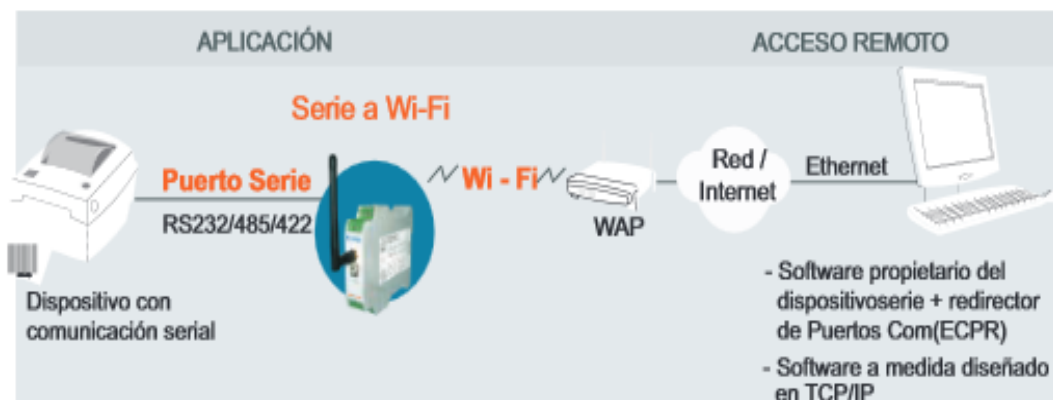 APLICACIÓN
ACCESO REMOTO
Serie a Wi-Fi
Puerto Serie
RS232/485/422
Wi - Fi
WAP
Red /
Internet
Ethernet
Dispositivo con
comunicación serial
- Software propietario del
dispositivoserie + redirector
de Puertos Com(ECPR)
- Software a medida diseñado
en TCP/IP